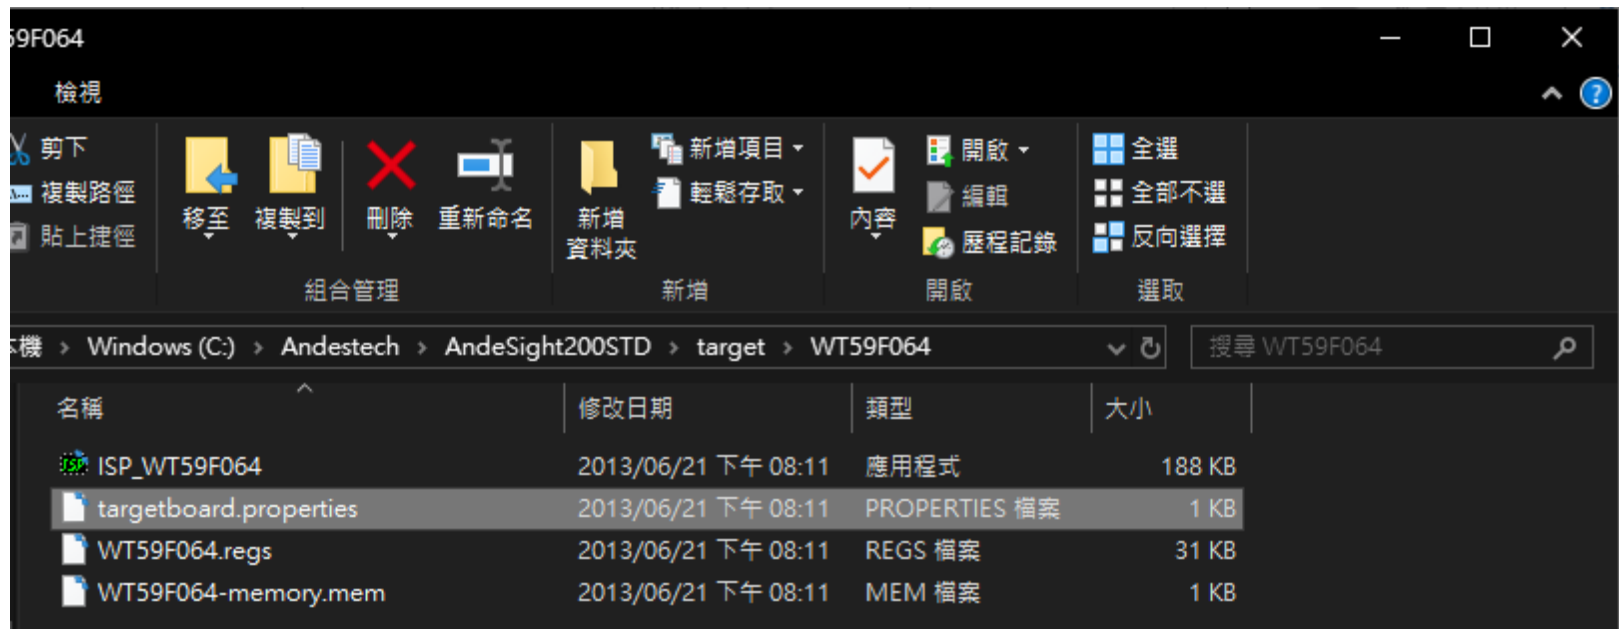 59F064
檢視
剪下
複製路徑
貼上捷徑
移至
複製到
刪除
重新命名
組合管理
新增
資料夾
新增項目
輕鬆存取
新增
內容
開啟
編輯
歷程記錄
開啟
全選
全部不選
反向選擇
選取
本機 > Windows (C:) > Andestech > AndeSight200STD > target > WT59F064
搜尋 WT59F064
名稱 修改日期 類型 大小
ISP_WT59F064 2013/06/21 下午 08:11 應用程式 188 KB
targetboard.properties 2013/06/21 下午 08:11 PROPERTIES 檔案 1 KB
WT59F064.regs 2013/06/21 下午 08:11 REGS 檔案 31 KB
WT59F064-memory.mem 2013/06/21 下午 08:11 MEM 檔案 1 KB